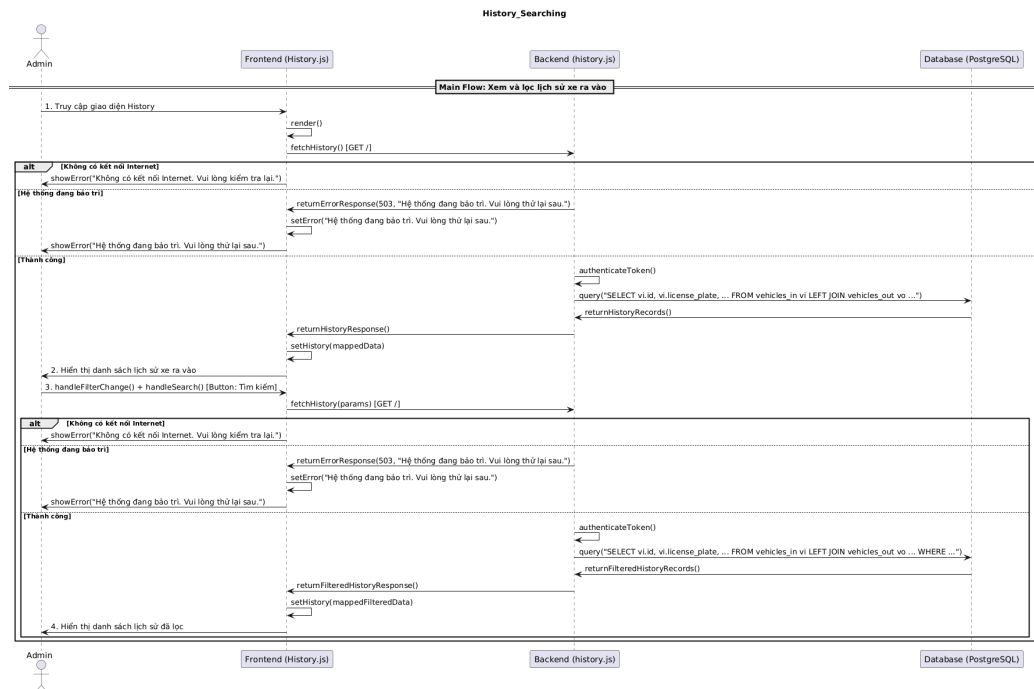 History_Searching
Admin
Frontend (History.js)
Backend (history.js)
Database (PostgreSQL)
Main Flow: Xem và lọc lịch sử xe ra vào
1. Truy cập giao diện History
render()
fetchHistory() [GET /]
alt [Không có kết nối Internet]
showError("Không có kết nối Internet. Vui lòng kiểm tra lại.")
[Hệ thống đang bảo trì]
returnErrorResponse(503, "Hệ thống đang bảo trì. Vui lòng thử lại sau.")
setError("Hệ thống đang bảo trì. Vui lòng thử lại sau.")
showError("Hệ thống đang bảo trì. Vui lòng thử lại sau.")
[Thành công]
authenticateToken()
query("SELECT vi.id, vi.license_plate, ... FROM vehicles_in vi LEFT JOIN vehicles_out vo ...")
returnHistoryRecords()
returnHistoryResponse()
setHistory(mappedData)
2. Hiển thị danh sách lịch sử xe ra vào
3. handleFilterChange() + handleSearch() [Button: Tìm kiếm]
fetchHistory(params) [GET /]
alt [Không có kết nối Internet]
showError("Không có kết nối Internet. Vui lòng kiểm tra lại.")
[Hệ thống đang bảo trì]
returnErrorResponse(503, "Hệ thống đang bảo trì. Vui lòng thử lại sau.")
setError("Hệ thống đang bảo trì. Vui lòng thử lại sau.")
showError("Hệ thống đang bảo trì. Vui lòng thử lại sau.")
[Thành công]
authenticateToken()
query("SELECT vi.id, vi.license_plate, ... FROM vehicles_in vi LEFT JOIN vehicles_out vo ... WHERE ...")
returnFilteredHistoryRecords()
returnFilteredHistoryResponse()
setHistory(mappedFilteredData)
4. Hiển thị danh sách lịch sử đã lọc
Admin
Frontend (History.js)
Backend (history.js)
Database (PostgreSQL)